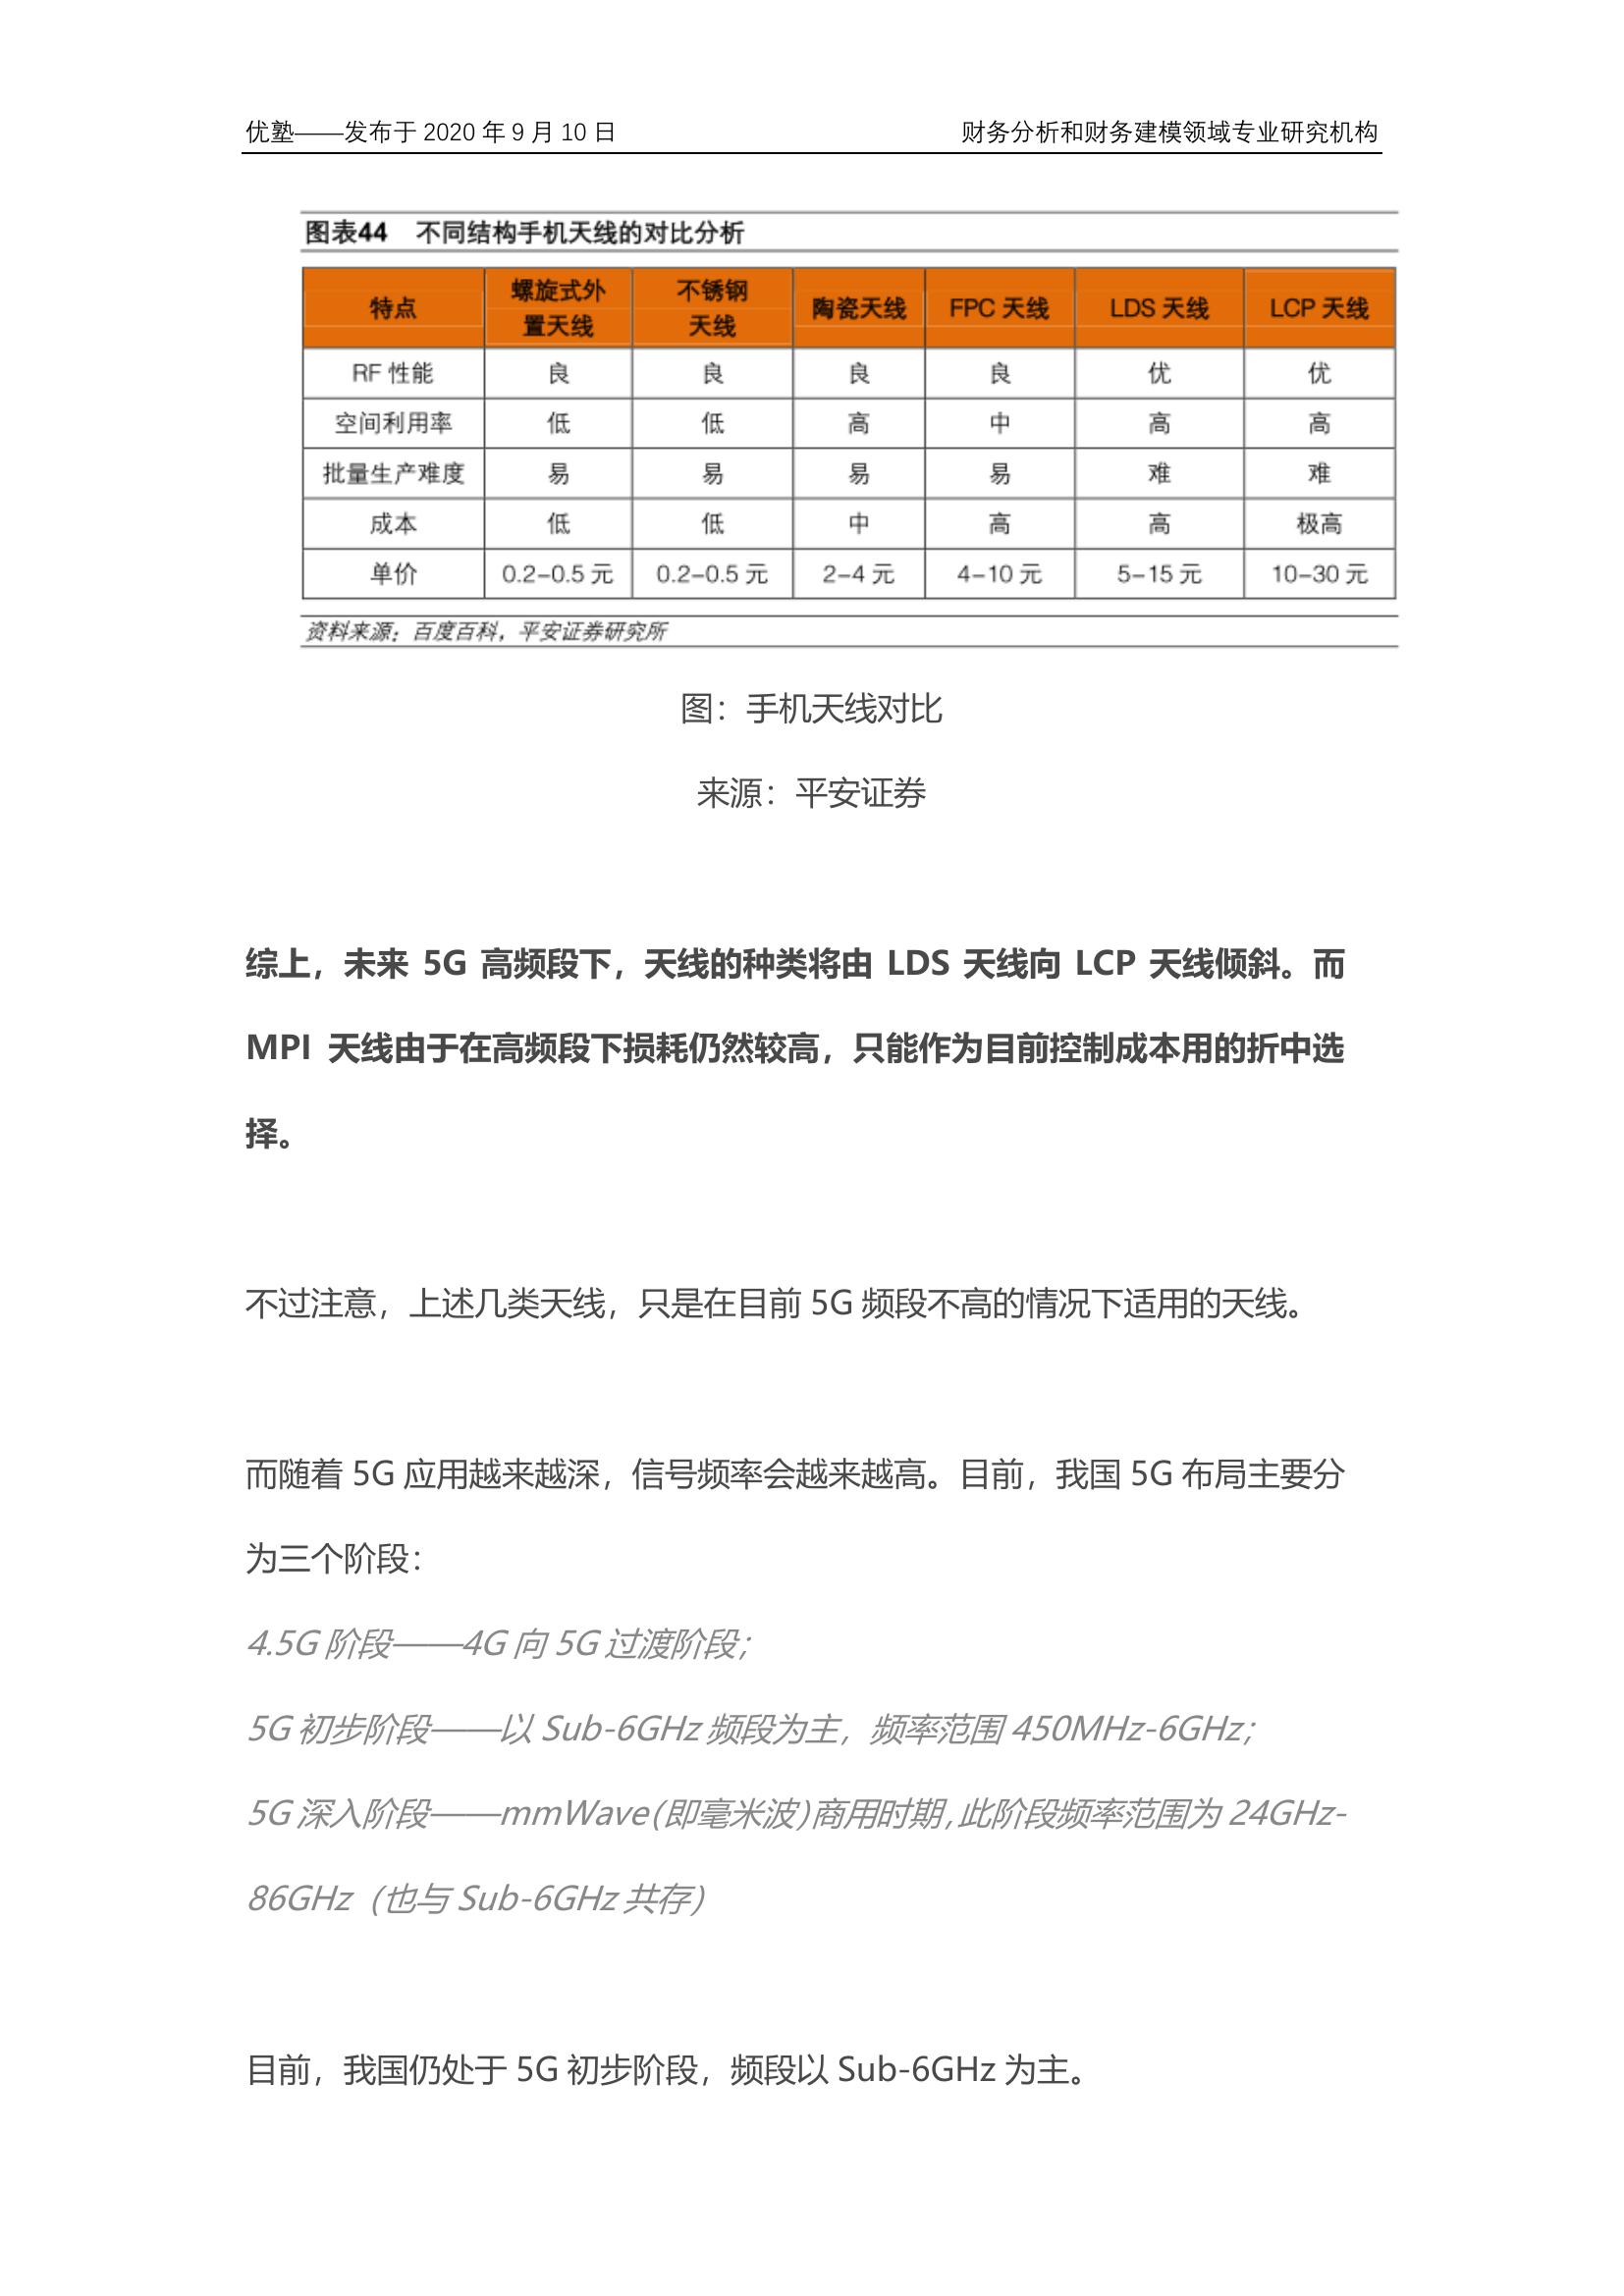 优塾——发布于 2020 年 9 月 10 日 财务分析和财务建模领域专业研究机构
图表44 不同结构手机天线的对比分析
特点 螺旋式外置天线 不锈钢天线 陶瓷天线 FPC 天线 LDS 天线 LCP 天线
RF 性能 良 良 良 良 优 优
空间利用率 低 低 高 中 高 高
批量生产难度 易 易 易 易 难 难
成本 低 低 中 高 高 极高
单价 0.2-0.5 元 0.2-0.5 元 2-4 元 4-10 元 5-15 元 10-30 元
资料来源：百度百科，平安证券研究所
图：手机天线对比
来源：平安证券
综上，未来 5G 高频段下，天线的种类将由 LDS 天线向 LCP 天线倾斜。而
MPI 天线由于在高频段下损耗仍然较高，只能作为目前控制成本用的折中选
择。
不过注意，上述几类天线，只是在目前 5G 频段不高的情况下适用的天线。
而随着 5G 应用越来越深，信号频率会越来越高。目前，我国 5G 布局主要分
为三个阶段：
4.5G 阶段——4G 向 5G 过渡阶段；
5G 初步阶段——以 Sub-6GHz 频段为主，频率范围 450MHz-6GHz；
5G 深入阶段——mmWave(即毫米波)商用时期,此阶段频率范围为 24GHz-
86GHz（也与 Sub-6GHz 共存）
目前，我国仍处于 5G 初步阶段，频段以 Sub-6GHz 为主。